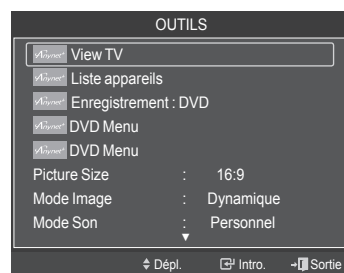 OUTILS
Anynet+ View TV
Anynet+ Liste appareils
Anynet+ Enregistrement : DVD
Anynet+ DVD Menu
Anynet+ DVD Menu
Picture Size : 16:9
Mode Image : Dynamique
Mode Son : Personnel
Dépl. Intro. Sortie